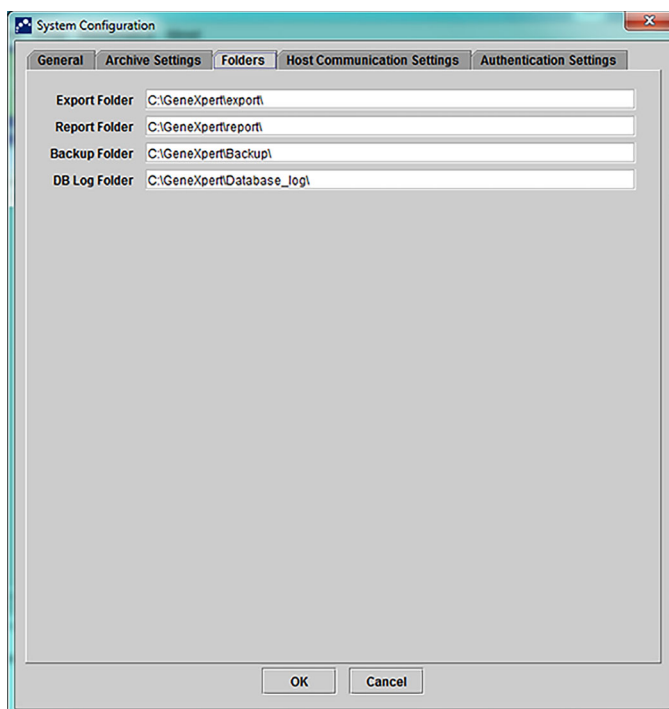 System Configuration
General Archive Settings Folders Host Communication Settings Authentication Settings
Export Folder C:\GeneXpert\export\
Report Folder C:\GeneXpert\report\
Backup Folder C:\GeneXpert\Backup\
DB Log Folder C:\GeneXpert\Database_log\
OK Cancel